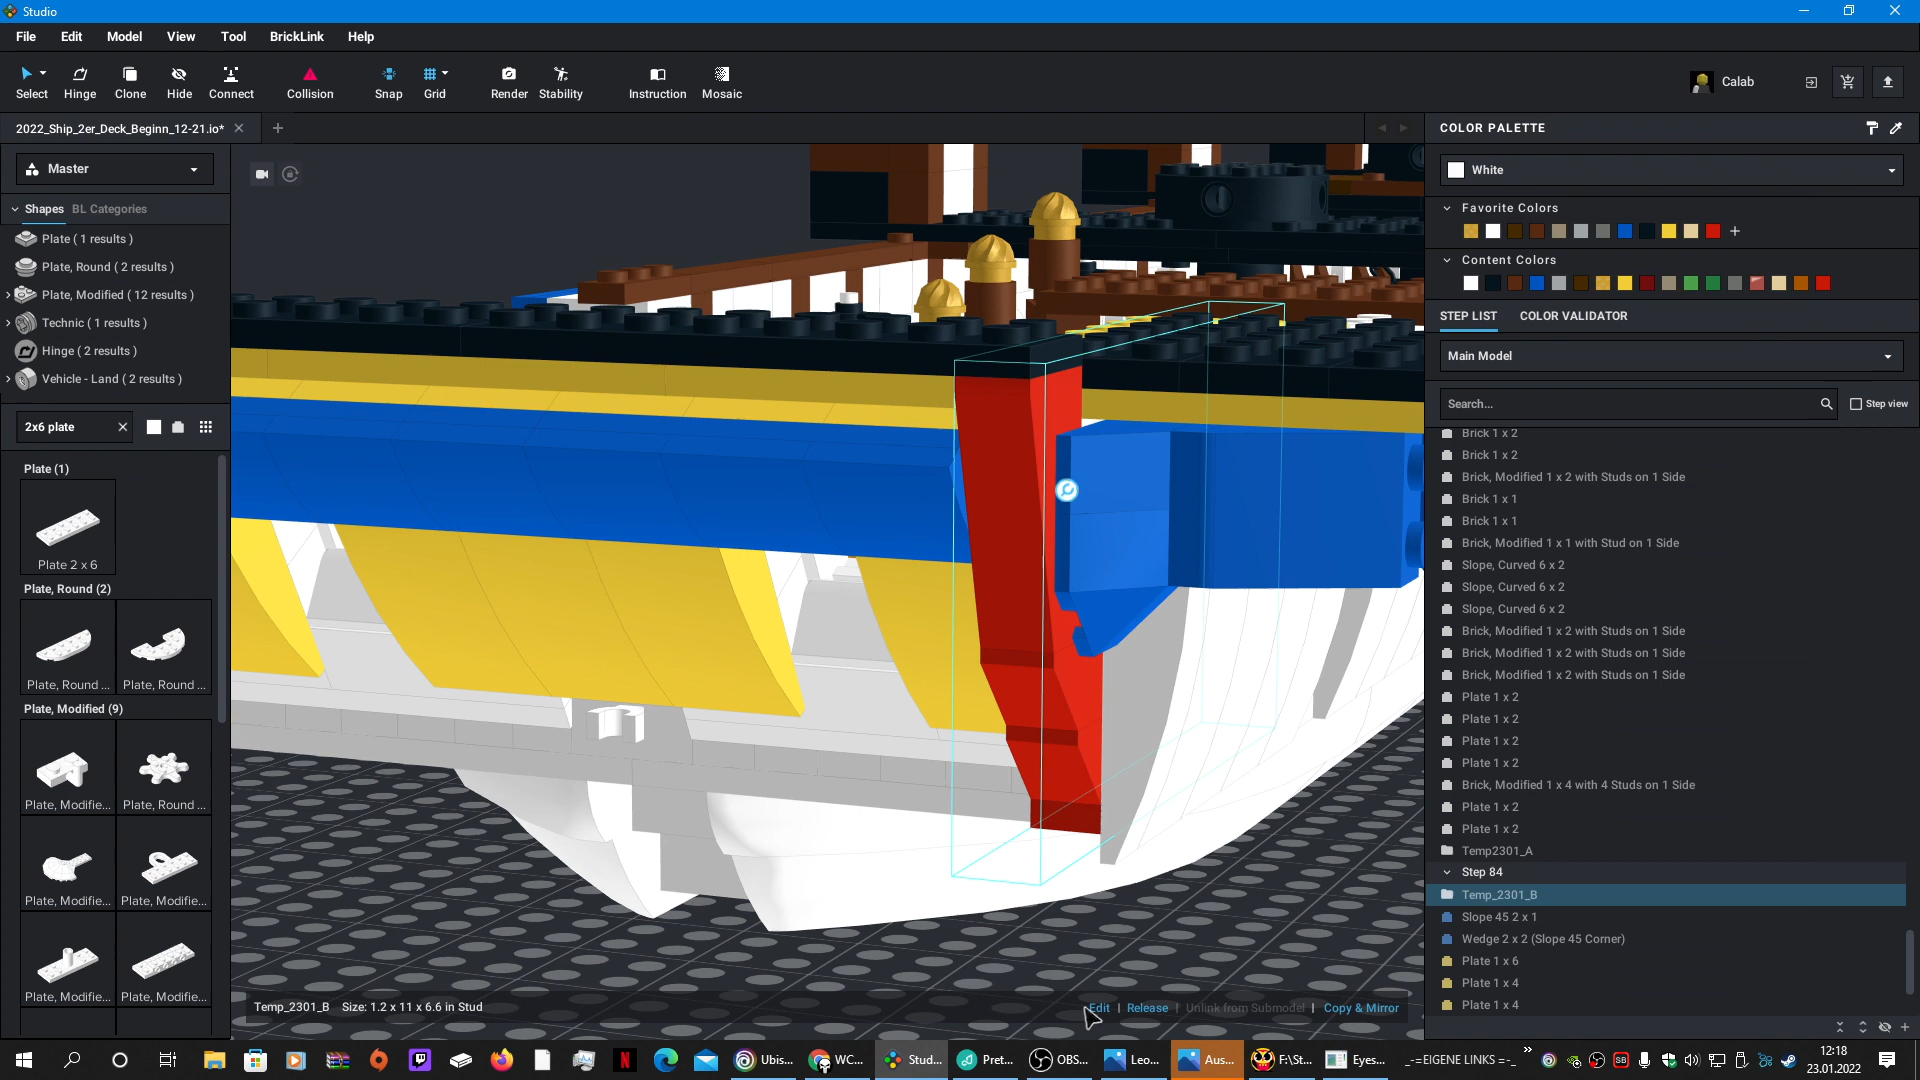 Studio
File Edit Model View Tool BrickLink Help
Select Hinge Clone Hide Connect Collision Snap Grid Render Stability Instruction Mosaic Calab
2022_Ship_2er_Deck_Beginn_12-21.io*
Master
Shapes BL Categories
Plate ( 1 results )
Plate, Round ( 2 results )
Plate, Modified ( 12 results )
Technic ( 1 results )
Hinge ( 2 results )
Vehicle - Land ( 2 results )
2x6 plate
Plate (1)
Plate 2 x 6
Plate, Round (2)
Plate, Round ... Plate, Round ...
Plate, Modified (9)
Plate, Modifie... Plate, Round ...
Plate, Modifie... Plate, Modifie...
Plate, Modifie... Plate, Modifie...
Temp_2301_B Size: 1.2 x 11 x 6.6 in Stud
Edit | Release | Unlink from Submodel | Copy & Mirror
COLOR PALETTE
White
Favorite Colors
Content Colors
STEP LIST COLOR VALIDATOR
Main Model
Search... Step view
Brick 1 x 2
Brick 1 x 2
Brick, Modified 1 x 2 with Studs on 1 Side
Brick 1 x 1
Brick 1 x 1
Brick, Modified 1 x 1 with Stud on 1 Side
Slope, Curved 6 x 2
Slope, Curved 6 x 2
Slope, Curved 6 x 2
Brick, Modified 1 x 2 with Studs on 1 Side
Brick, Modified 1 x 2 with Studs on 1 Side
Brick, Modified 1 x 2 with Studs on 1 Side
Plate 1 x 2
Plate 1 x 2
Plate 1 x 2
Plate 1 x 2
Brick, Modified 1 x 4 with 4 Studs on 1 Side
Plate 1 x 2
Plate 1 x 2
Temp2301_A
Step 84
Temp_2301_B
Slope 45 2 x 1
Wedge 2 x 2 (Slope 45 Corner)
Plate 1 x 6
Plate 1 x 4
Plate 1 x 4
Ubis... WC... Stud... Pret... OBS... Leo... Aus... F:\St... Eyes... _-=EIGENE LINKS =-_ » SB
12:18
23.01.2022